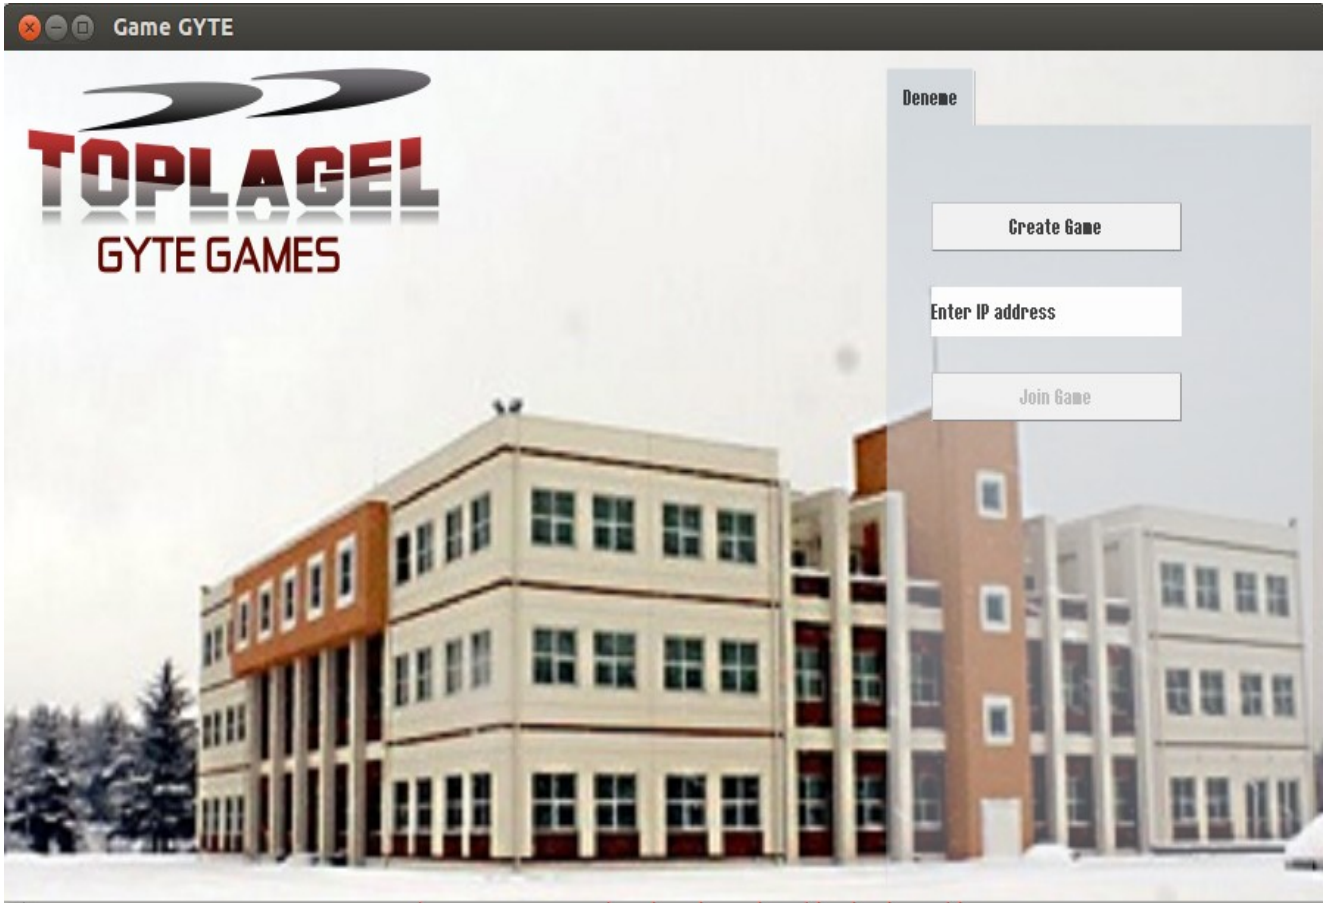 Game GYTE
TOPLAGEL
GYTE GAMES
Deneme
Create Game
Enter IP address
Join Game